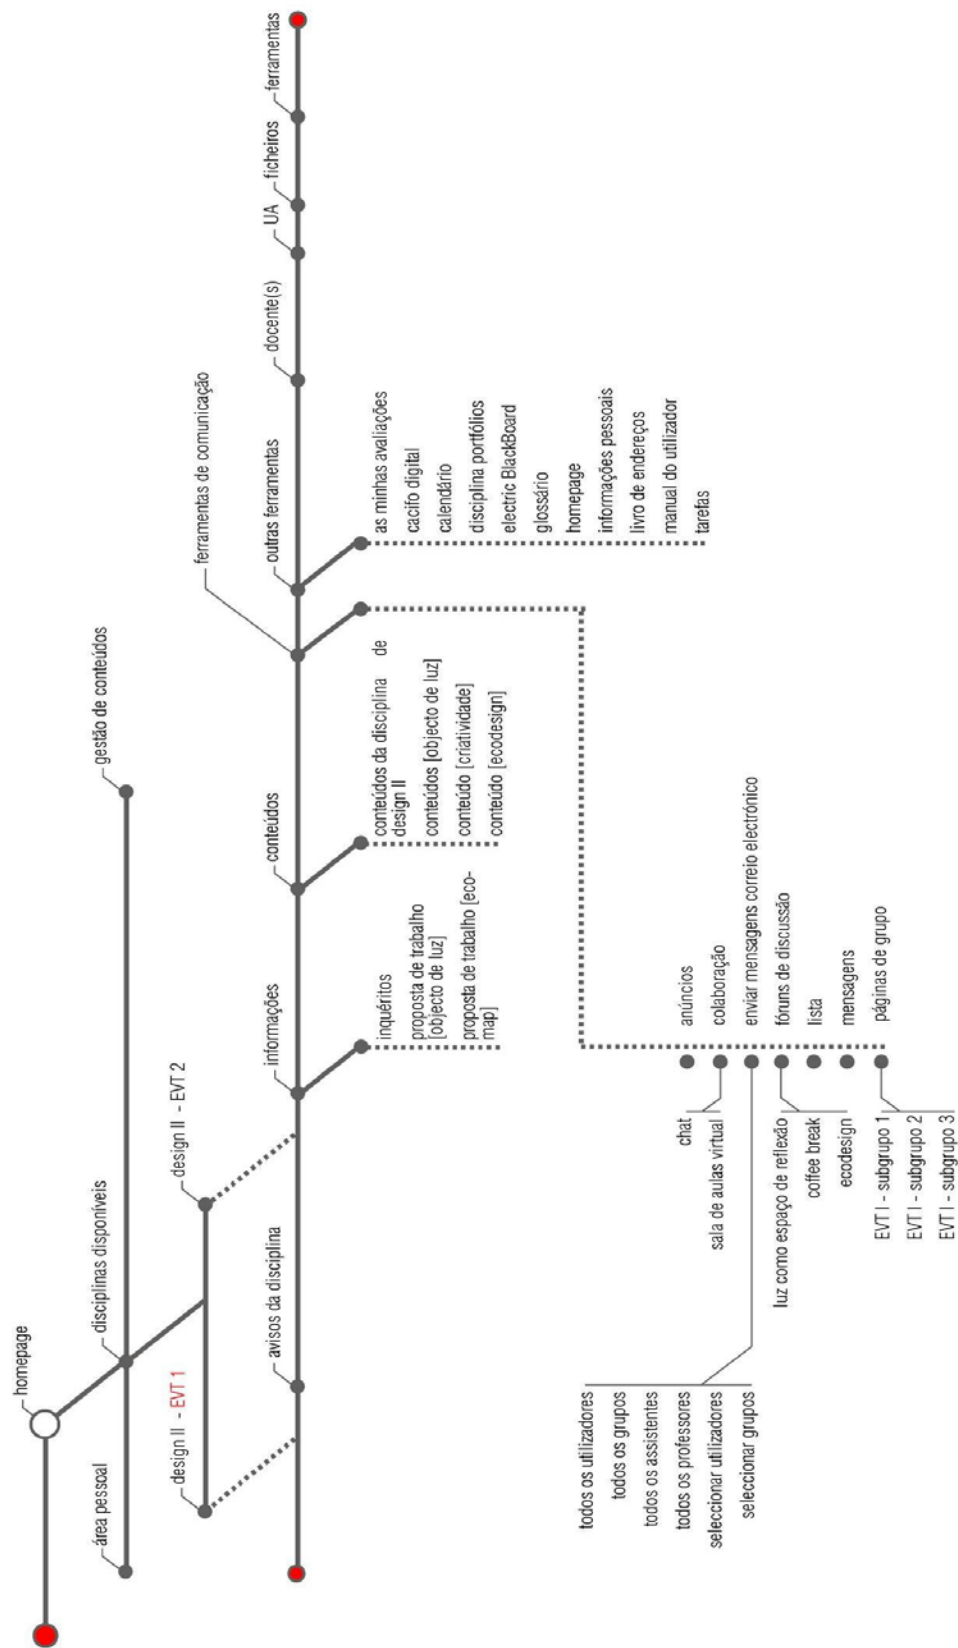 homepage
área pessoal
disciplinas disponíveis
gestão de conteúdos
design II - EVT 1
design II - EVT 2
avisos da disciplina
informações
conteúdos
ferramentas de comunicação
outras ferramentas
docente(s)
UA
ficheiros
ferramentas
inquéritos
proposta de trabalho
[objecto de luz]
proposta de trabalho [eco-
map]
conteúdos da disciplina de
design II
conteúdos [objecto de luz]
conteúdo [criatividade]
conteúdo [ecodesign]
as minhas avaliações
cacifo digital
calendário
disciplina portfólios
electric BlackBoard
glossário
homepage
informações pessoais
livro de endereços
manual do utilizador
tarefas
anúncios
colaboração
enviar mensagens correio electrónico
fóruns de discussão
lista
mensagens
páginas de grupo
chat
sala de aulas virtual
luz como espaço de reflexão
coffee break
ecodesign
EVT I - subgrupo 1
EVT I - subgrupo 2
EVT I - subgrupo 3
todos os utilizadores
todos os grupos
todos os assistentes
todos os professores
seleccionar utilizadores
seleccionar grupos